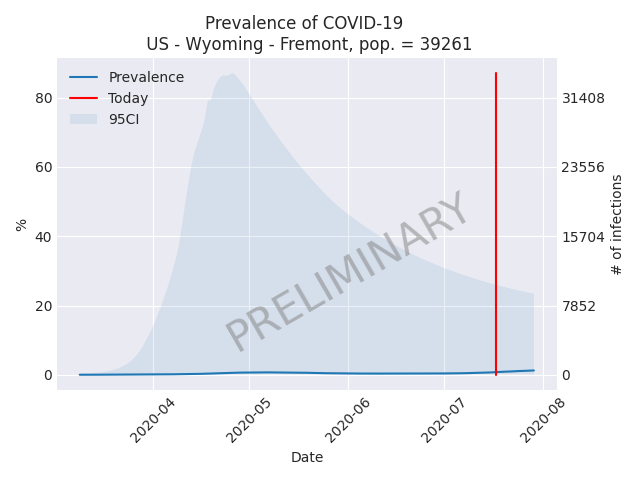 Prevalence of COVID-19
US - Wyoming - Fremont, pop. = 39261
Prevalence
Today
95CI
80
60
40
20
0
%
31408
23556
15704
7852
0
# of infections
PRELIMINARY
2020-04
2020-05
2020-06
2020-07
2020-08
Date